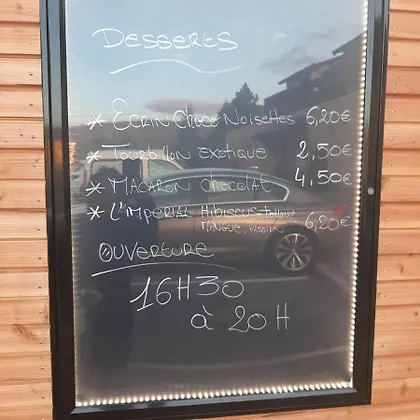 Desserts
* Ecrin Choco Noisettes 6,20€
* Tourbillon exotique 2,50€
* Macaron chocolat 4,50€
* L'impérial Hibiscus-
Mangue, passion 6,20€
Ouverture
16H30
à 20H